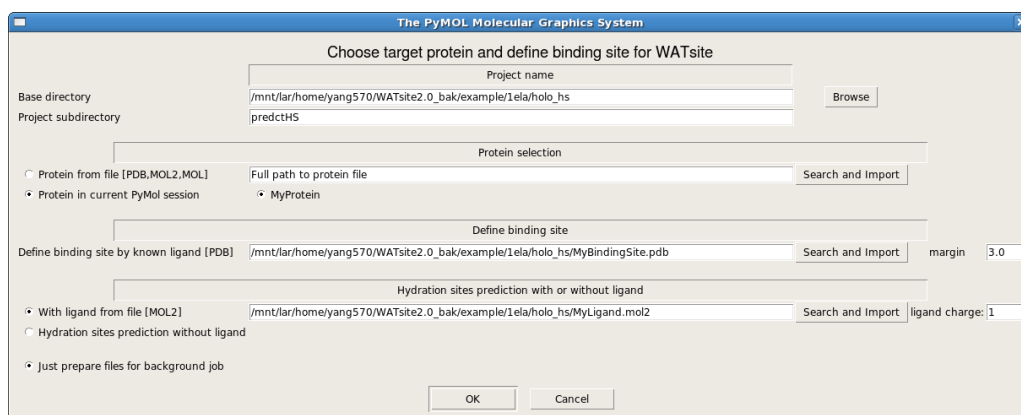 The PyMOL Molecular Graphics System
Choose target protein and define binding site for WATsite
Project name
Base directory /mnt/lar/home/yang570/WATsite2.0_bak/example/1ela/holo_hs Browse
Project subdirectory predctHS
Protein selection
Protein from file [PDB,MOL2,MOL] Full path to protein file Search and Import
Protein in current PyMol session MyProtein
Define binding site
Define binding site by known ligand [PDB] /mnt/lar/home/yang570/WATsite2.0_bak/example/1ela/holo_hs/MyBindingSite.pdb Search and Import margin 3.0
Hydration sites prediction with or without ligand
With ligand from file [MOL2] /mnt/lar/home/yang570/WATsite2.0_bak/example/1ela/holo_hs/MyLigand.mol2 Search and Import ligand charge: 1
Hydration sites prediction without ligand
Just prepare files for background job
OK Cancel